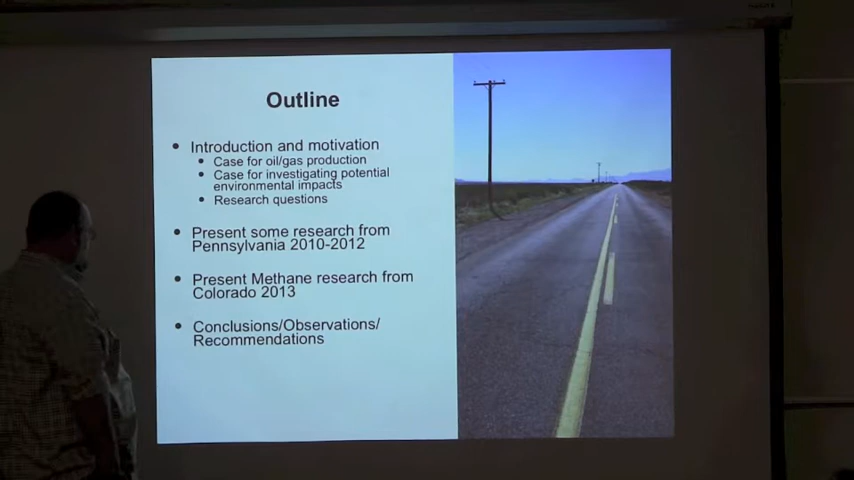 Outline
• Introduction and motivation
• Case for oil/gas production
• Case for investigating potential
environmental impacts
• Research questions
• Present some research from
Pennsylvania 2010-2012
• Present Methane research from
Colorado 2013
• Conclusions/Observations/
Recommendations